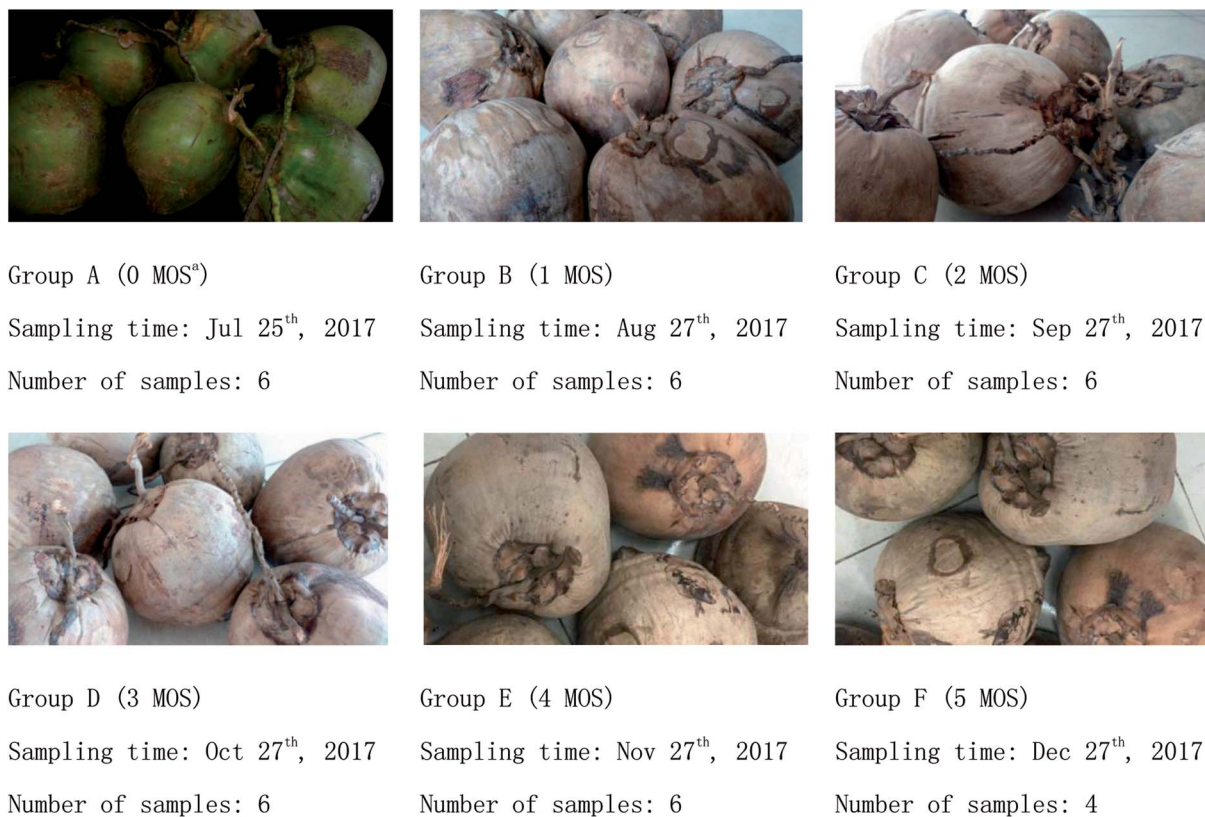 Group A (0 MOSᵃ)
Sampling time: Jul 25ᵗʰ, 2017
Number of samples: 6
Group B (1 MOS)
Sampling time: Aug 27ᵗʰ, 2017
Number of samples: 6
Group C (2 MOS)
Sampling time: Sep 27ᵗʰ, 2017
Number of samples: 6
Group D (3 MOS)
Sampling time: Oct 27ᵗʰ, 2017
Number of samples: 6
Group E (4 MOS)
Sampling time: Nov 27ᵗʰ, 2017
Number of samples: 6
Group F (5 MOS)
Sampling time: Dec 27ᵗʰ, 2017
Number of samples: 4